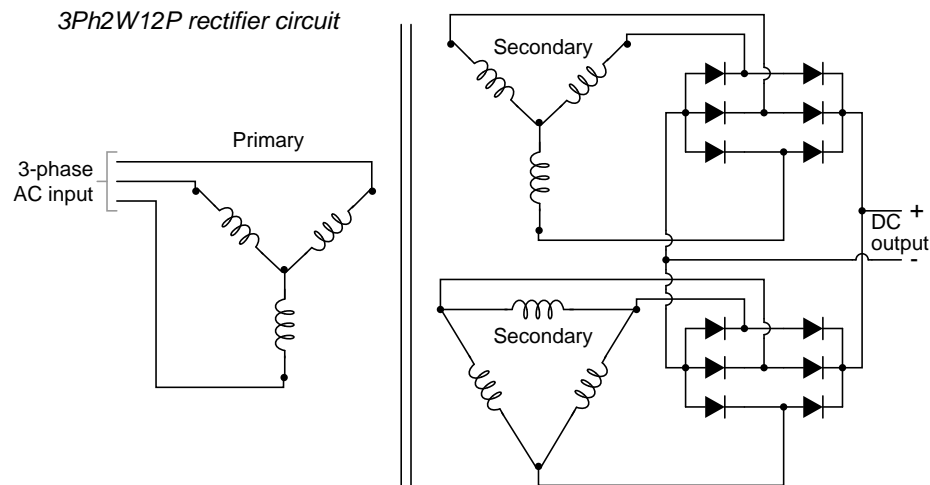 3Ph2W12P rectifier circuit
Secondary
Primary
3-phase
AC input
+
DC
output
-
Secondary